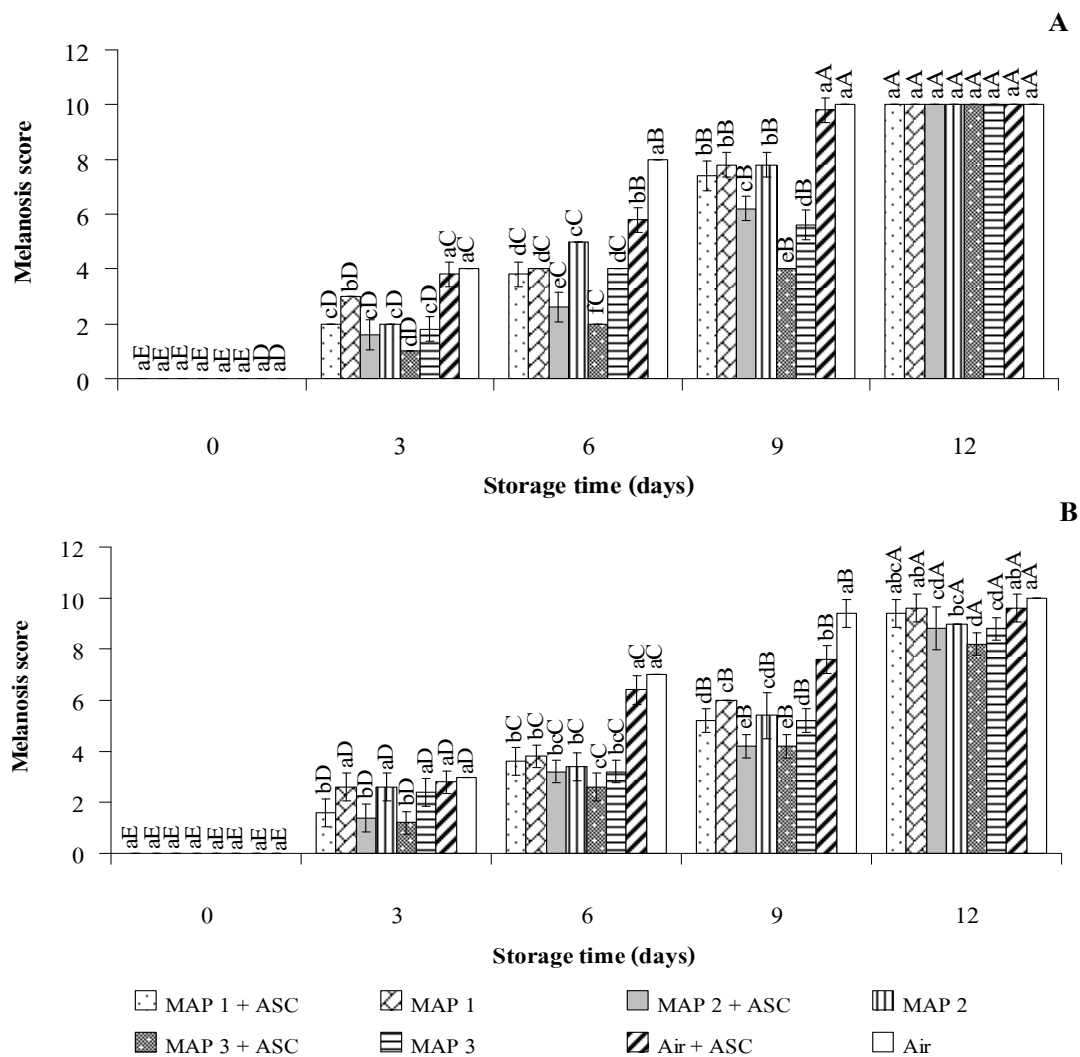 A
12
10
8
6
4
2
0
Melanosis score
aE aE aE aE aE aE aD aD
cD bD cD cD dD cD aC aC
dC dC eC cC fC dC bB aB
bB bB cB bB eB dB aA aA
aA aA aA aA aA aA aA aA
0 3 6 9 12
Storage time (days)
B
12
10
8
6
4
2
0
Melanosis score
aE aE aE aE aE aE aE aE
bD aD bD aD bD aD aD aD
bC bC bcC bC cC bcC aC aC
dB cB eB cdB eB dB bB aB
abcA abA cdA bcA dA cdA abA aA
0 3 6 9 12
Storage time (days)
MAP 1 + ASC MAP 1 MAP 2 + ASC MAP 2
MAP 3 + ASC MAP 3 Air + ASC Air